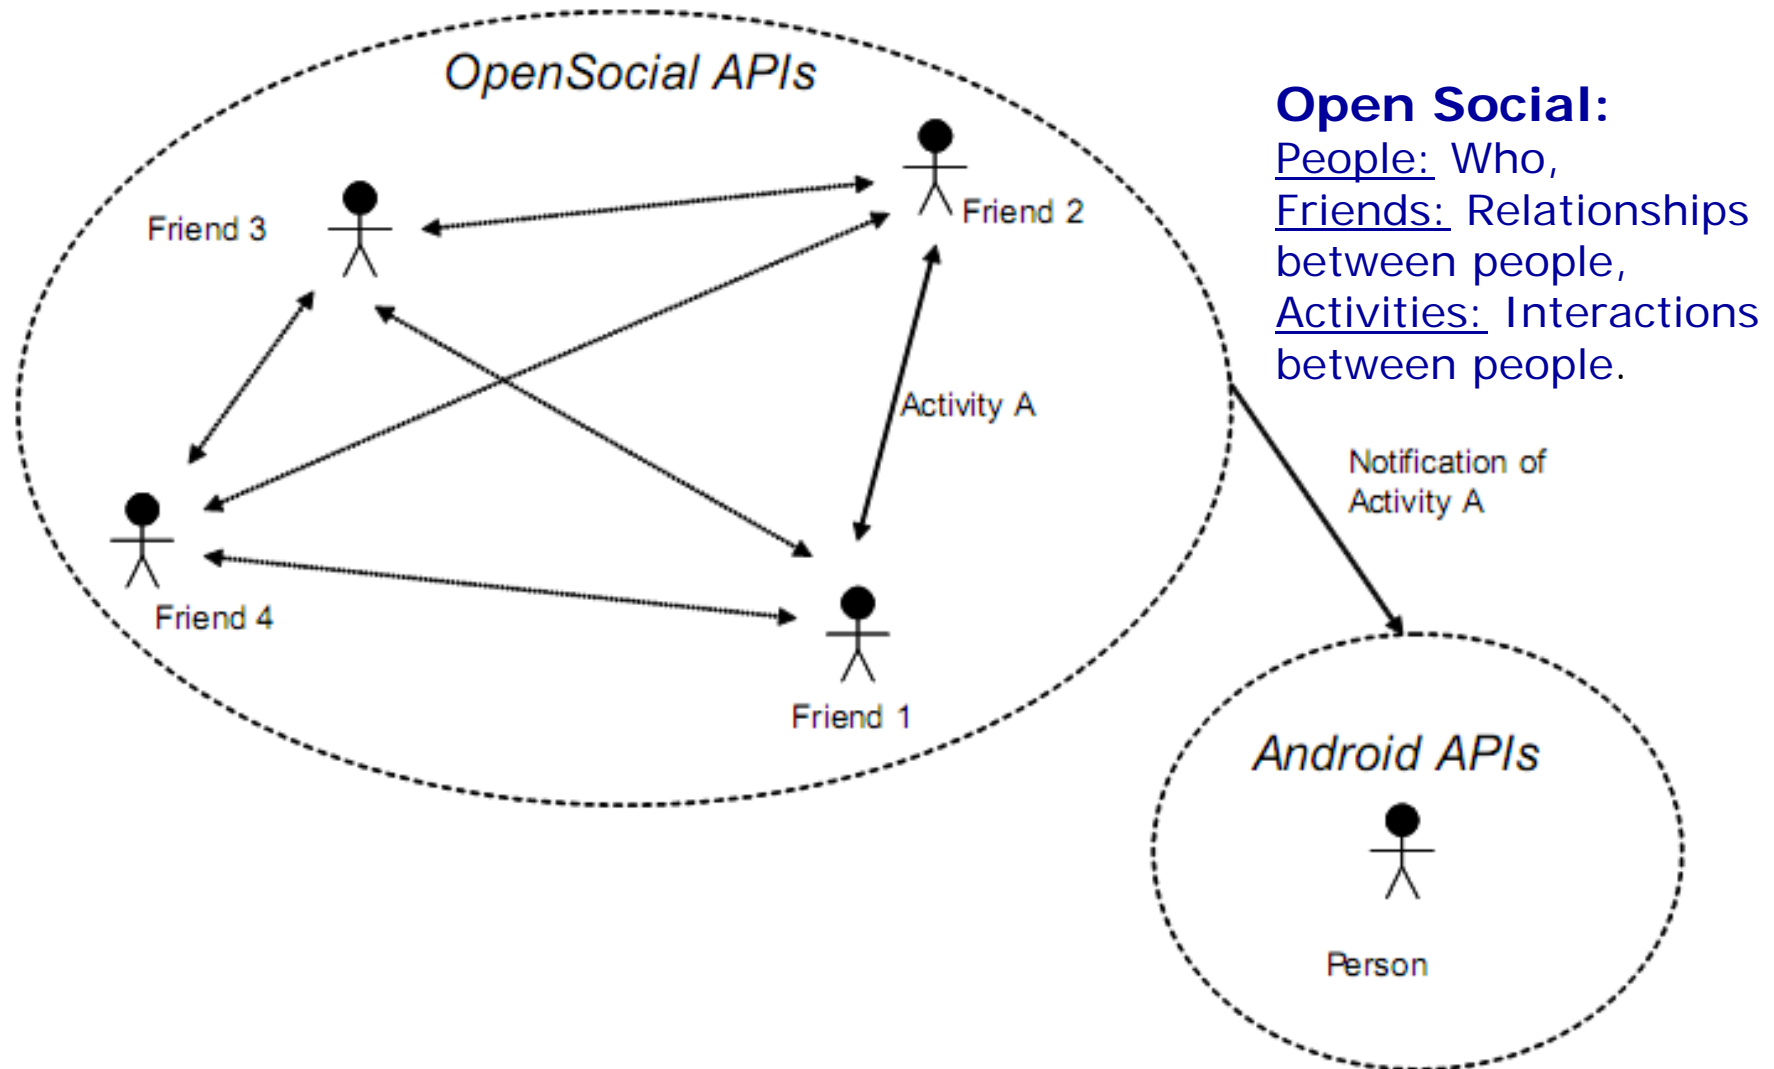 OpenSocial APIs
Open Social:
People: Who,
Friends: Relationships
between people,
Activities: Interactions
between people.
Friend 3
Friend 2
Activity A
Notification of
Activity A
Friend 4
Friend 1
Android APIs
Person